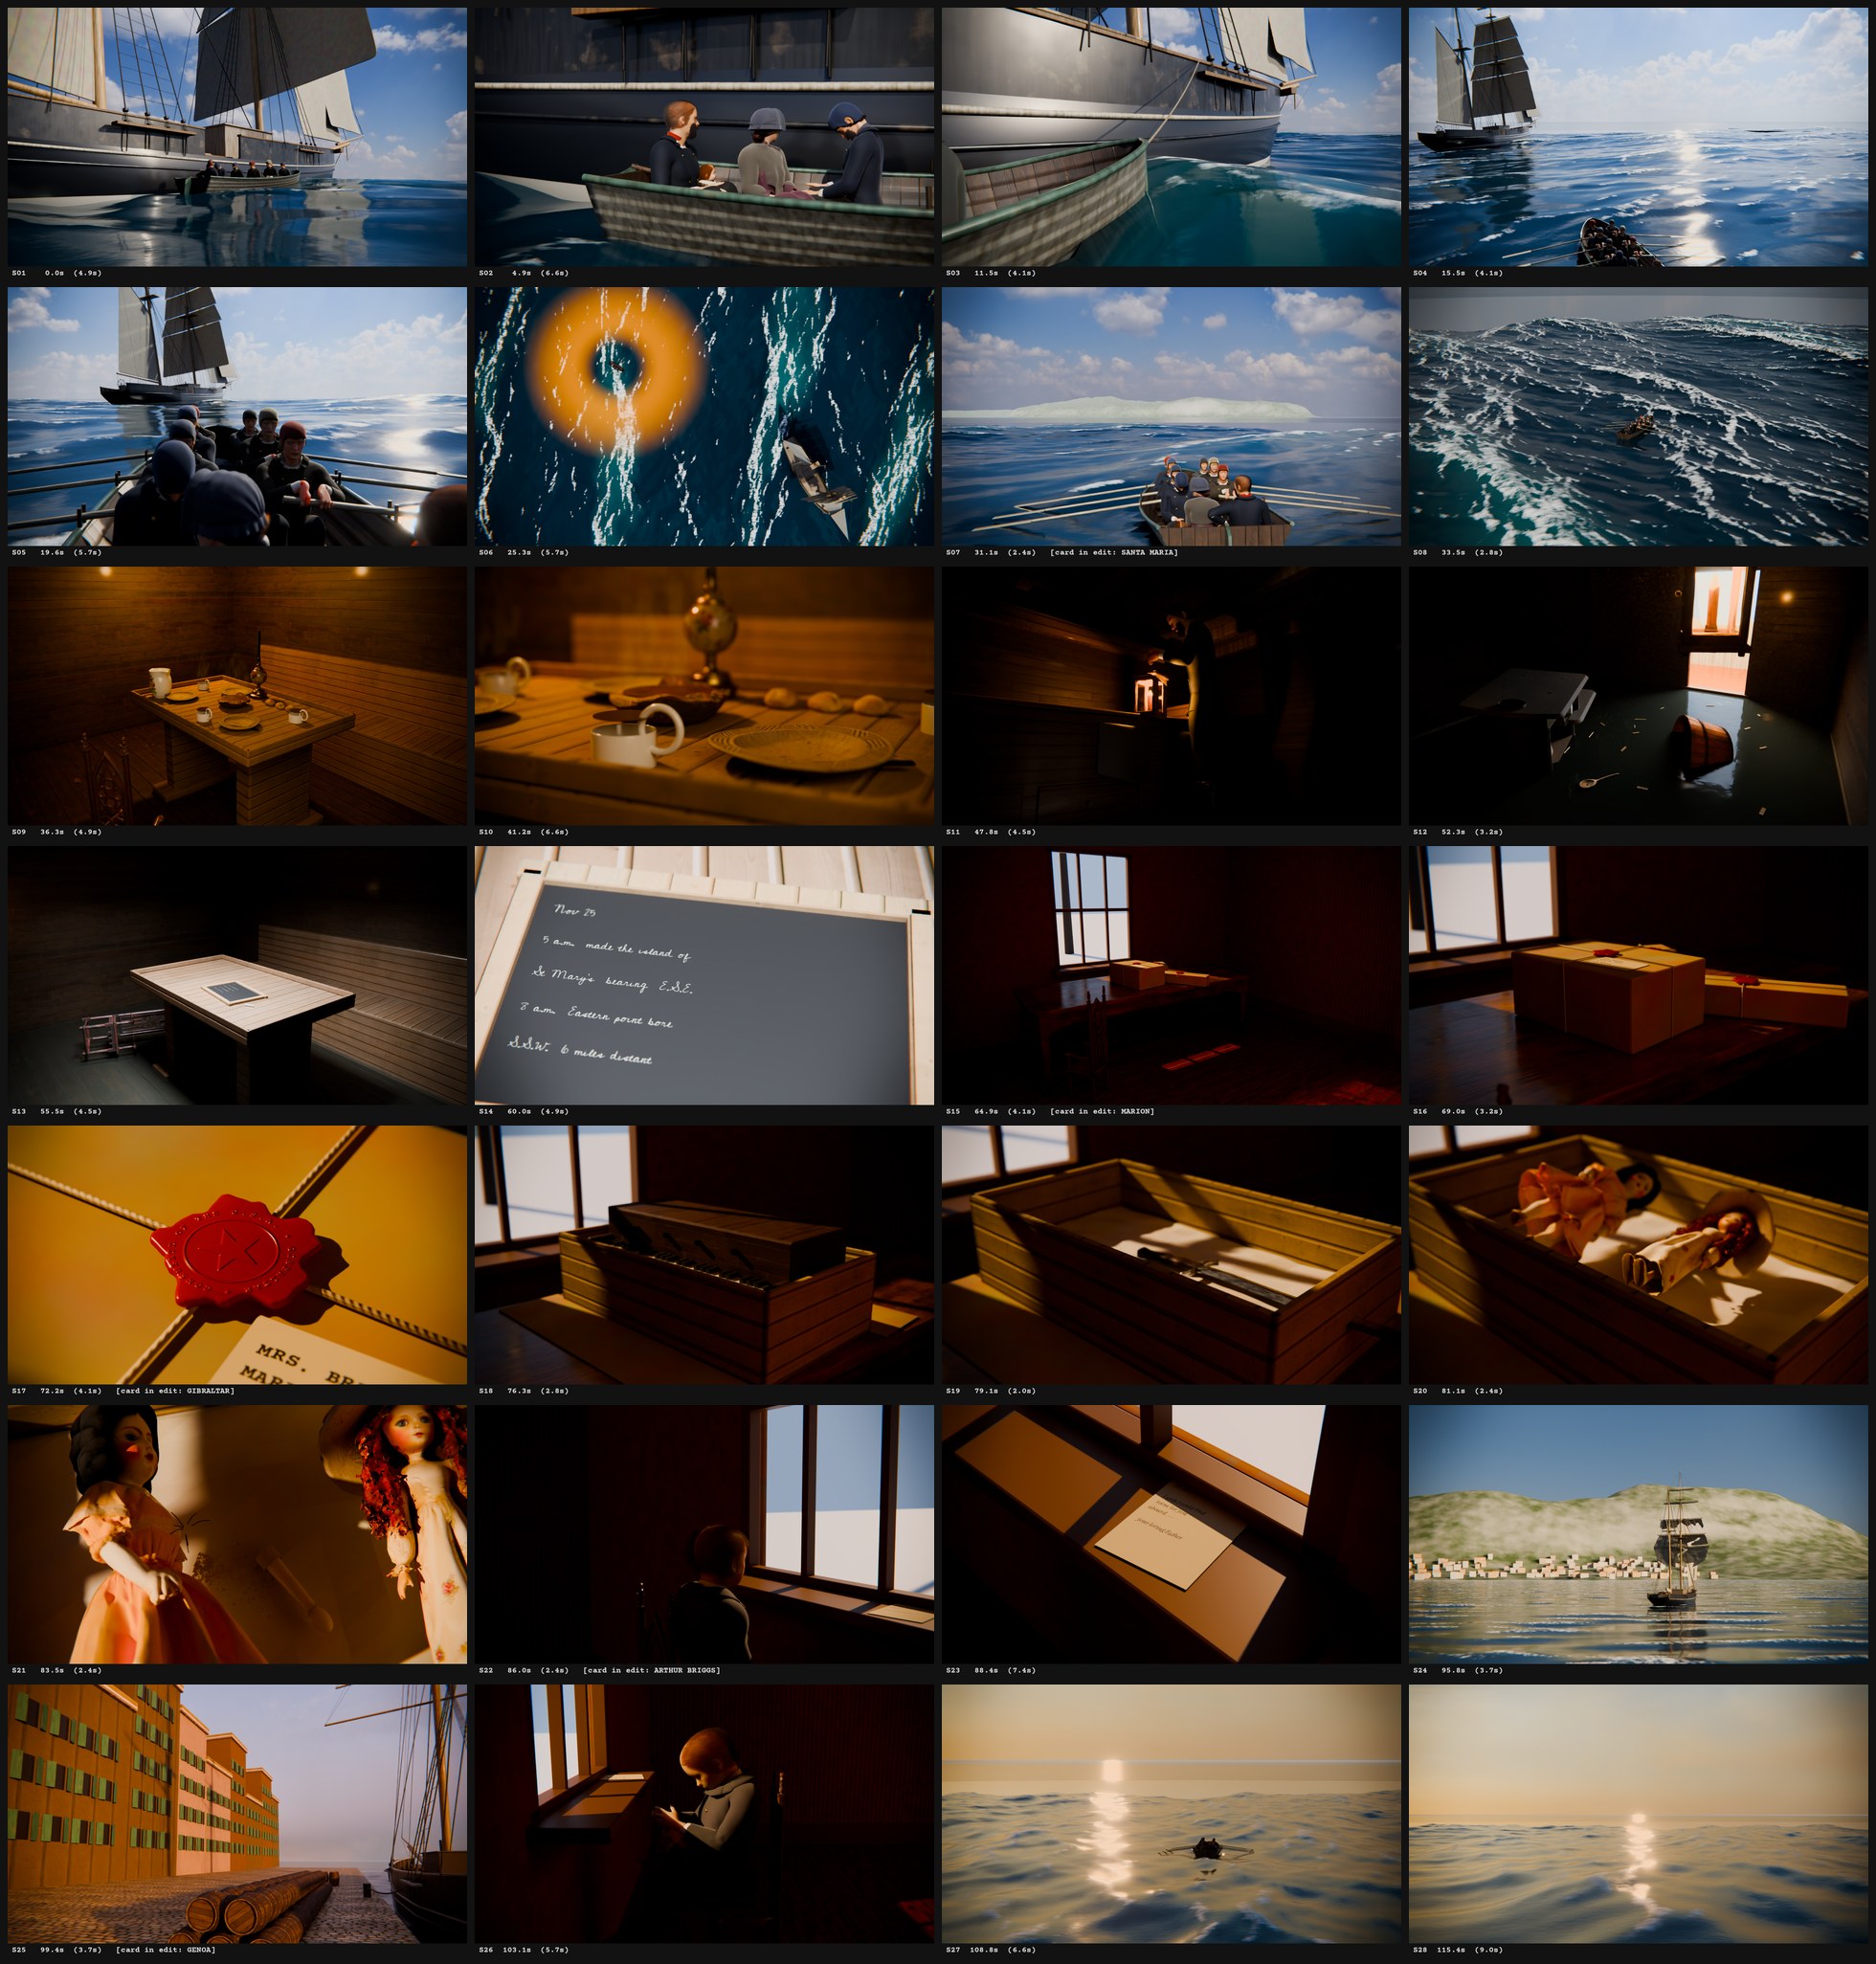 S01 0.0s (4.9s)
S02 4.9s (6.6s)
S03 11.5s (4.1s)
S04 15.5s (4.1s)
S05 19.6s (5.7s)
S06 25.3s (5.7s)
S07 31.1s (2.4s) [card in edit: SANTA MARIA]
S08 33.5s (2.8s)
S09 36.3s (4.9s)
S10 41.2s (6.6s)
S11 47.8s (4.5s)
S12 52.3s (3.2s)
Nov 25
5 a.m. made the island of
St Mary's bearing E.S.E.
8 a.m. Eastern point bore
S.S.W. 6 miles distant
S13 55.5s (4.5s)
S14 60.0s (4.9s)
S15 64.9s (4.1s) [card in edit: MARION]
S16 69.0s (3.2s)
MRS.
S17 72.2s (4.1s) [card in edit: GIBRALTAR]
S18 76.3s (2.8s)
S19 79.1s (2.0s)
S20 81.1s (2.4s)
your loving Father
S21 83.5s (2.4s)
S22 86.0s (2.4s) [card in edit: ARTHUR BRIGGS]
S23 88.4s (7.4s)
S24 95.8s (3.7s)
S25 99.4s (3.7s) [card in edit: GENOA]
S26 103.1s (5.7s)
S27 108.8s (6.6s)
S28 115.4s (9.0s)